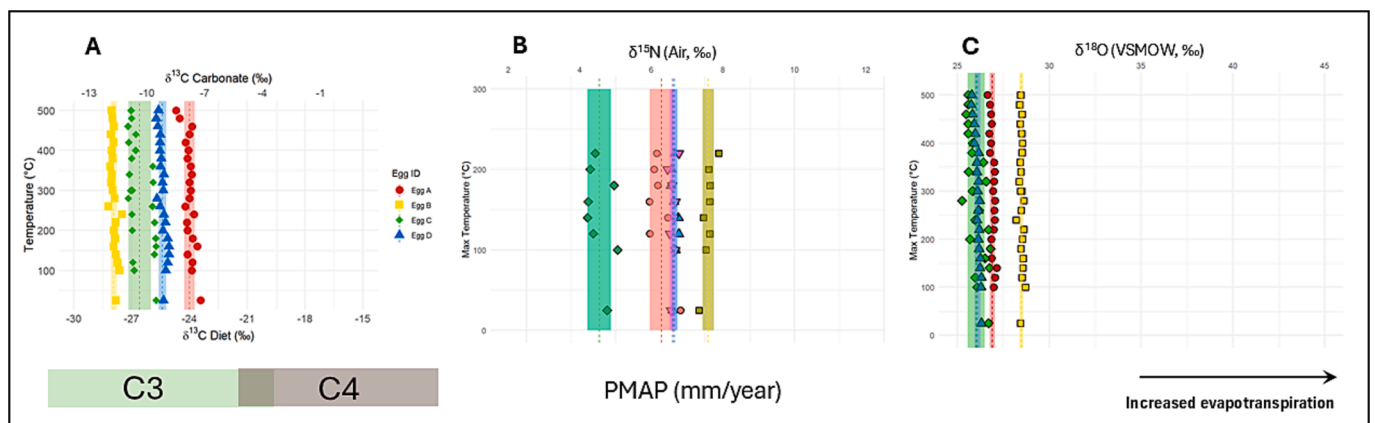 A
δ¹³C Carbonate (‰)
-13 -10 -7 -4 -1
500
400
300
200
100
Temperature (°C)
-30 -27 -24 -21 -18 -15
δ¹³C Diet (‰)
Egg ID
Egg A
Egg B
Egg C
Egg D
C3 C4
B
δ¹⁵N (Air, ‰)
2 4 6 8 10 12
300
200
100
0
Max Temperature (°C)
PMAP (mm/year)
C
δ¹⁸O (VSMOW, ‰)
25 30 35 40 45
500
400
300
200
100
0
Max Temperature (°C)
Increased evapotranspiration